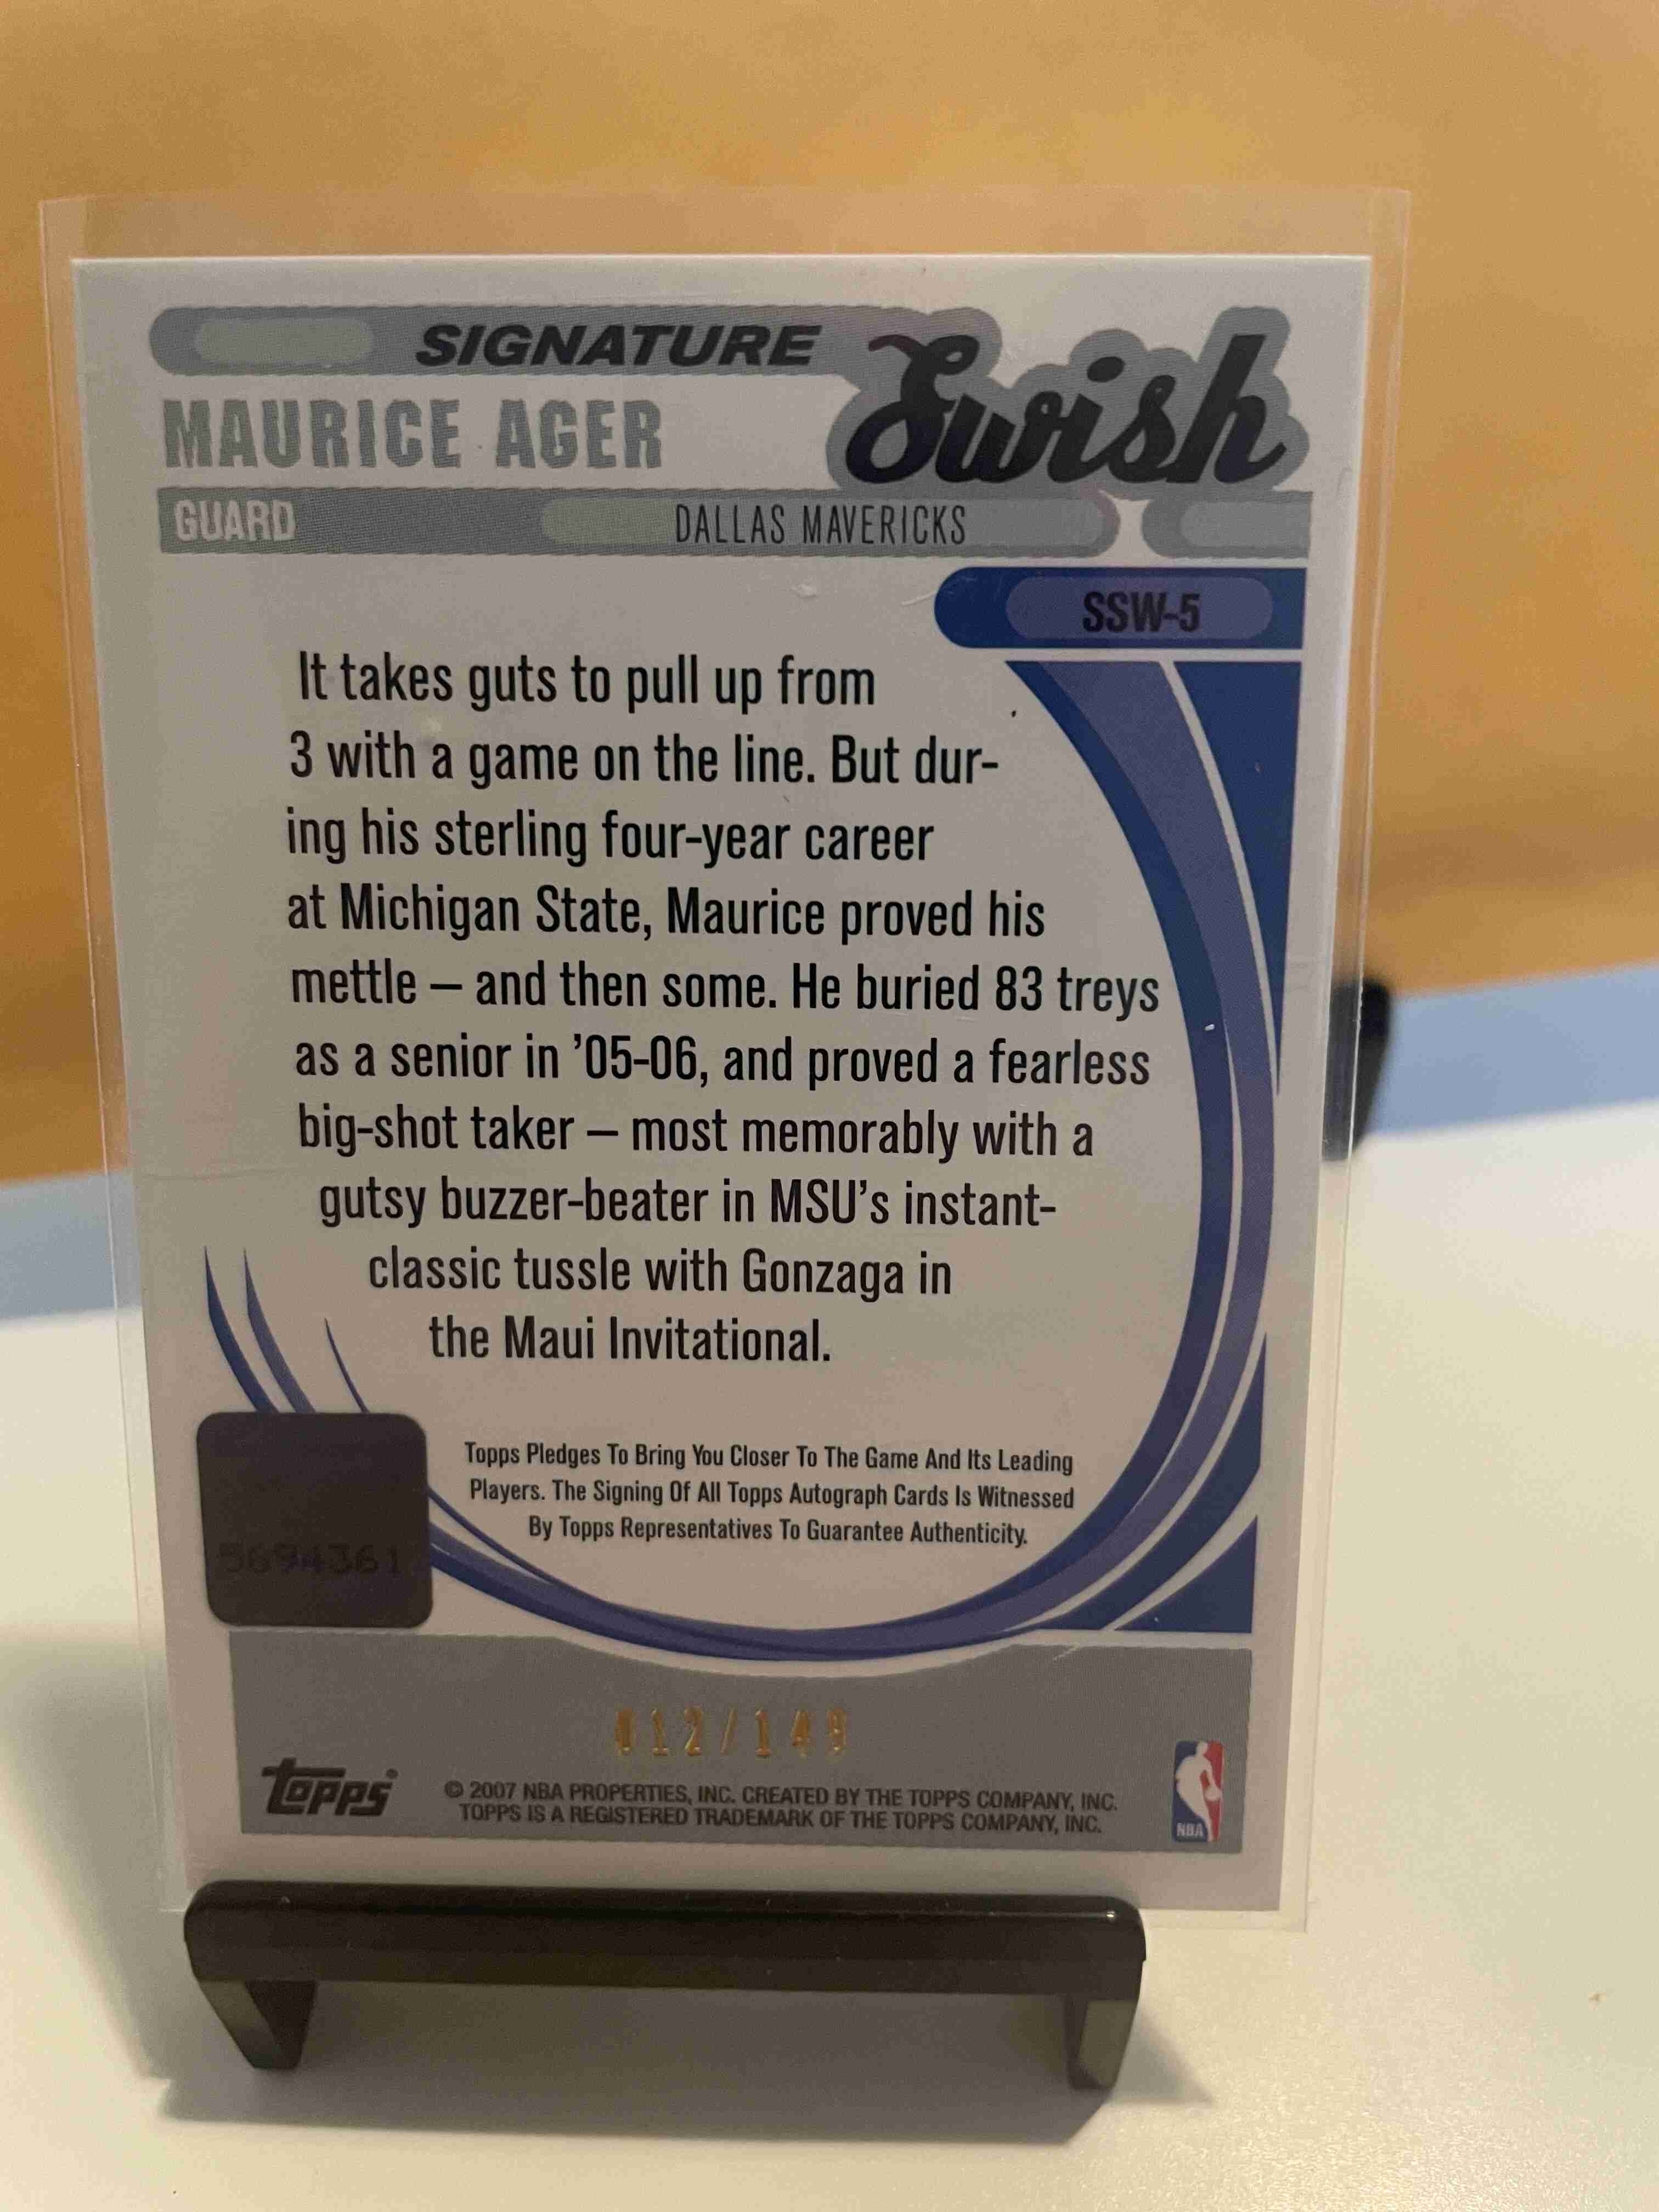 SIGNATURE Swish
MAURICE AGER
GUARD DALLAS MAVERICKS
SSW-5
It takes guts to pull up from
3 with a game on the line. But dur-
ing his sterling four-year career
at Michigan State, Maurice proved his
mettle – and then some. He buried 83 treys
as a senior in ’05-06, and proved a fearless
big-shot taker – most memorably with a
gutsy buzzer-beater in MSU’s instant-
classic tussle with Gonzaga in
the Maui Invitational.
Topps Pledges To Bring You Closer To The Game And Its Leading
Players. The Signing Of All Topps Autograph Cards Is Witnessed
By Topps Representatives To Guarantee Authenticity.
5694361
012/149
topps
© 2007 NBA PROPERTIES, INC. CREATED BY THE TOPPS COMPANY, INC.
TOPPS IS A REGISTERED TRADEMARK OF THE TOPPS COMPANY, INC.
NBA